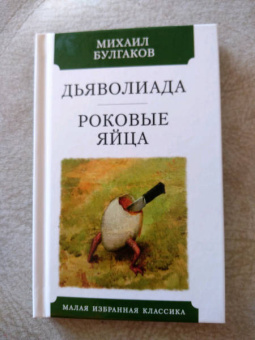 МИХАИЛ
БУЛГАКОВ
ДЬЯВОЛИАДА
РОКОВЫЕ
ЯЙЦА
МАЛАЯ ИЗБРАННАЯ КЛАССИКА